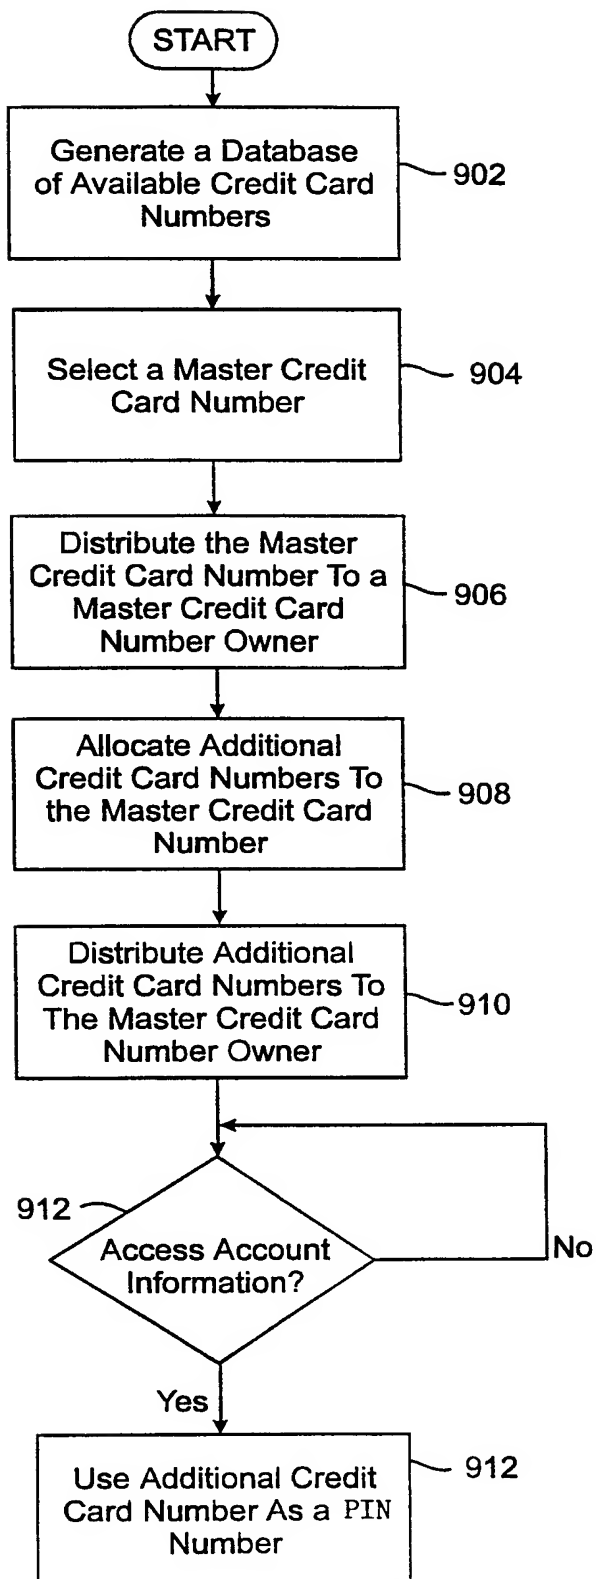 START
Generate a Database
of Available Credit Card
Numbers
902
Select a Master Credit
Card Number
904
Distribute the Master
Credit Card Number To a
Master Credit Card
Number Owner
906
Allocate Additional
Credit Card Numbers To
the Master Credit Card
Number
908
Distribute Additional
Credit Card Numbers To
The Master Credit Card
Number Owner
910
912
Access Account
Information?
No
Yes
Use Additional Credit
Card Number As a PIN
Number
912